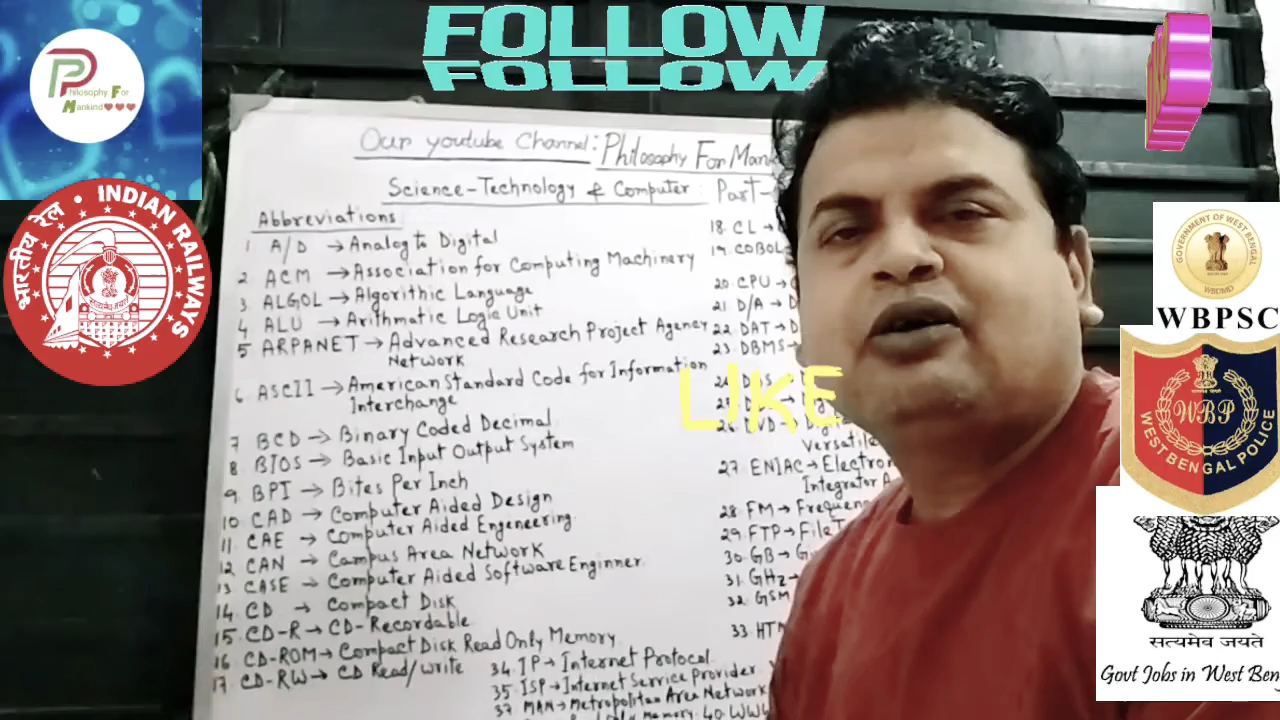 FOLLOW
FOLLOW
Philosophy For
Mankind
INDIAN RAILWAYS
भारतीय रेल
Our youtube Channel: Philosophy For
Science-Technology & Computer: Part-
Abbreviations
1 A/D → Analog to Digital
2 ACM → Association for Computing Machinery
3 ALGOL → Algorithic Language
4 ALU → Arithmatic Logic Unit
5 ARPANET → Advanced Research Project Agency
Network
6 ASCII → American Standard Code for Information
Interchange
7 BCD → Binary Coded Decimal
8 BIOS → Basic Input Output System
9 BPI → Bites Per Inch
10 CAD → Computer Aided Design
11 CAE → Computer Aided Engeneering
12 CAN → Campus Area Network
13 CASE → Computer Aided Software Enginner
14 CD → Compact Disk
15 CD-R → CD-Recordable
16 CD-ROM → Compact Disk Read Only Memory
17 CD-RW → CD Read/write
18. CL →
19. COBOL
20. CPU →
21. D/A → D
22. DAT → D
23. DBMS →
LIKE
26. DVD →
Versatile
27. ENIAC → Electron
Integrator A
28. FM →
29. FTP → File T
30. GB →
31. GHz →
32. GSM
33. HTM
34. IP → Internet Protocol
35. ISP → Internet Service Provider
37 MAN → Metropolitan Area Network
Memory. 40. WWW
GOVERNMENT OF WEST BENGAL
WBDMD
WBPSC
WBP
WEST BENGAL POLICE
सत्यमेव जयते
Govt Jobs in West Ben